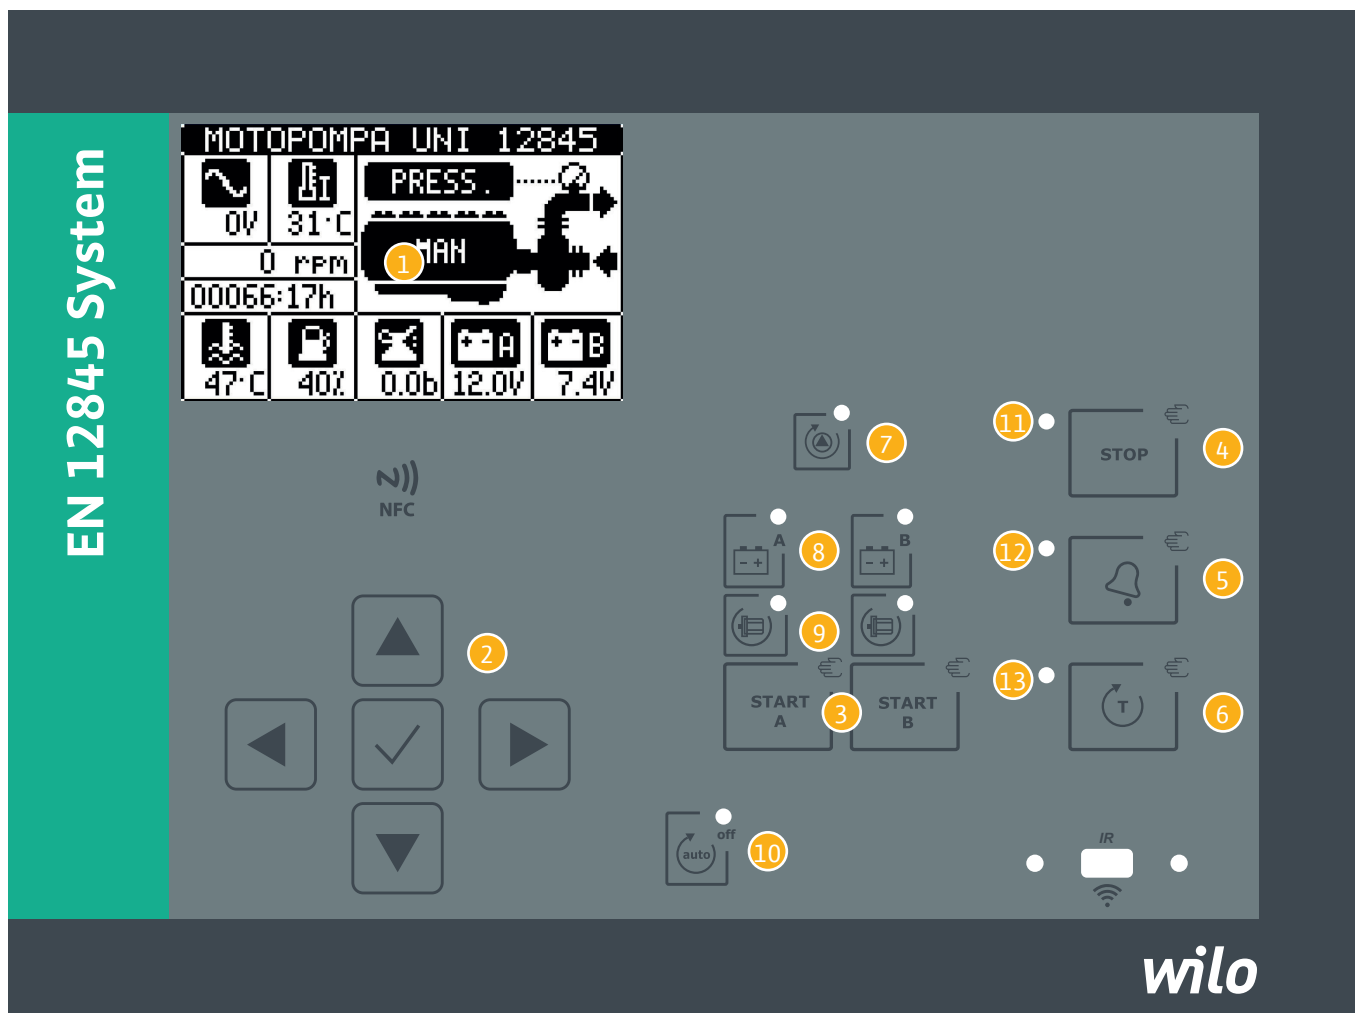 EN 12845 System
MOTOPOMPA UNI 12845
PRESS.
0V
31°C
MAN
1
0 rpm
00066:17h
A
B
47°C
40%
0.0b
12.0V
7.4V
NFC
2
7
11
STOP
4
A
8
B
12
5
9
START
A
3
START
B
13
T
6
auto
off
10
IR
wilo